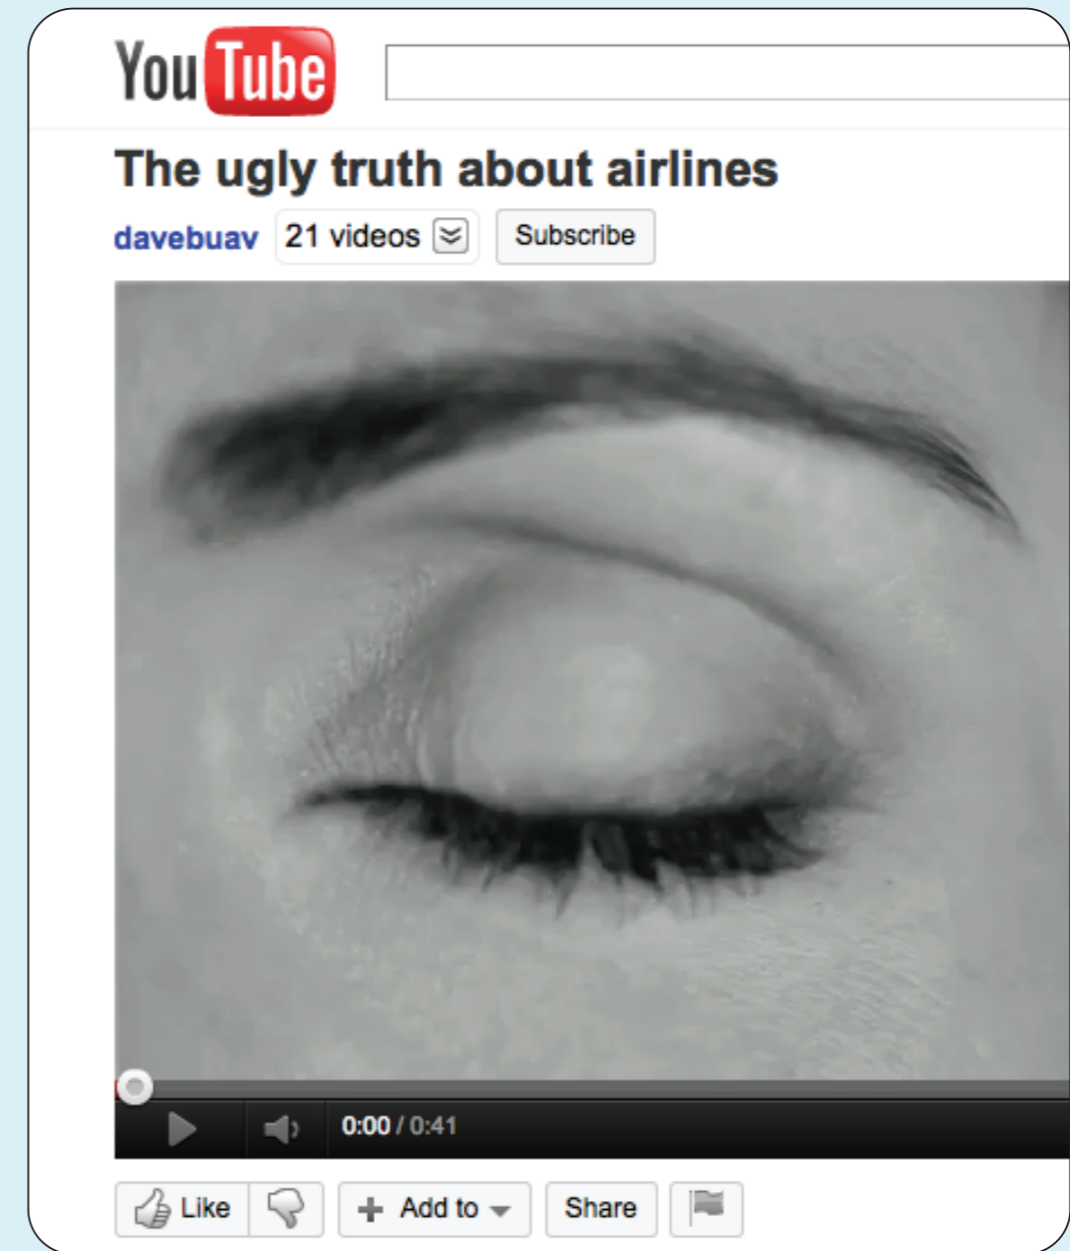 YouTube
The ugly truth about airlines
davebuav 21 videos Subscribe
0:00 / 0:41
Like Add to Share